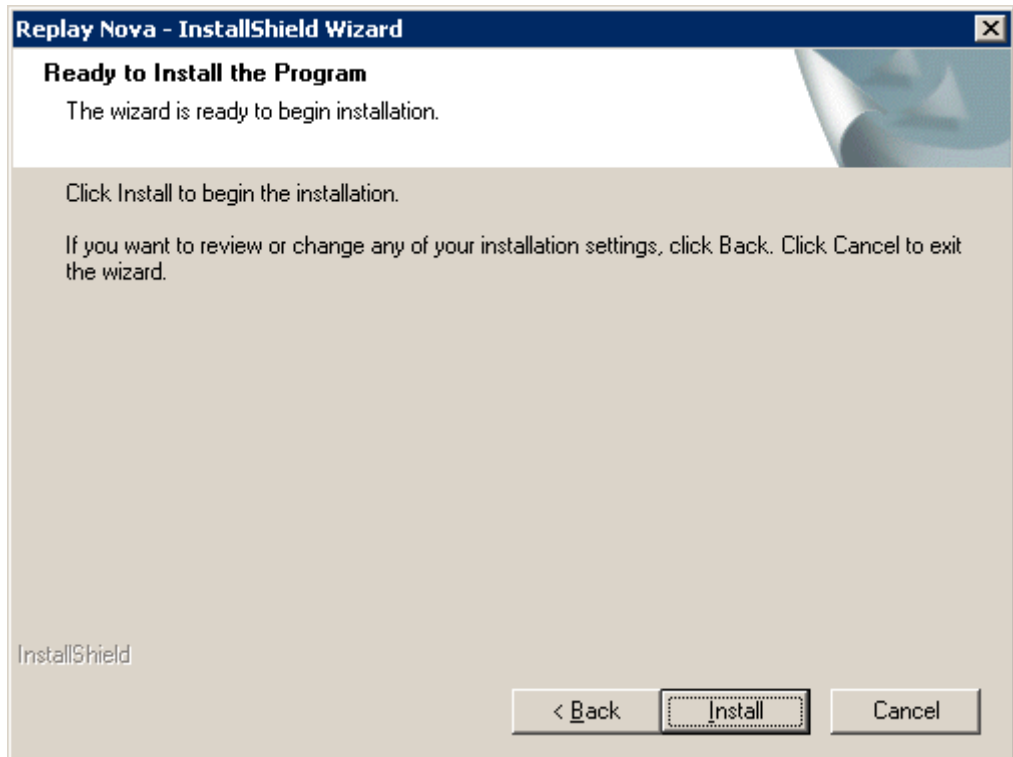 Replay Nova - InstallShield Wizard
Ready to Install the Program
The wizard is ready to begin installation.
Click Install to begin the installation.
If you want to review or change any of your installation settings, click Back. Click Cancel to exit
the wizard.
InstallShield
< Back
Install
Cancel